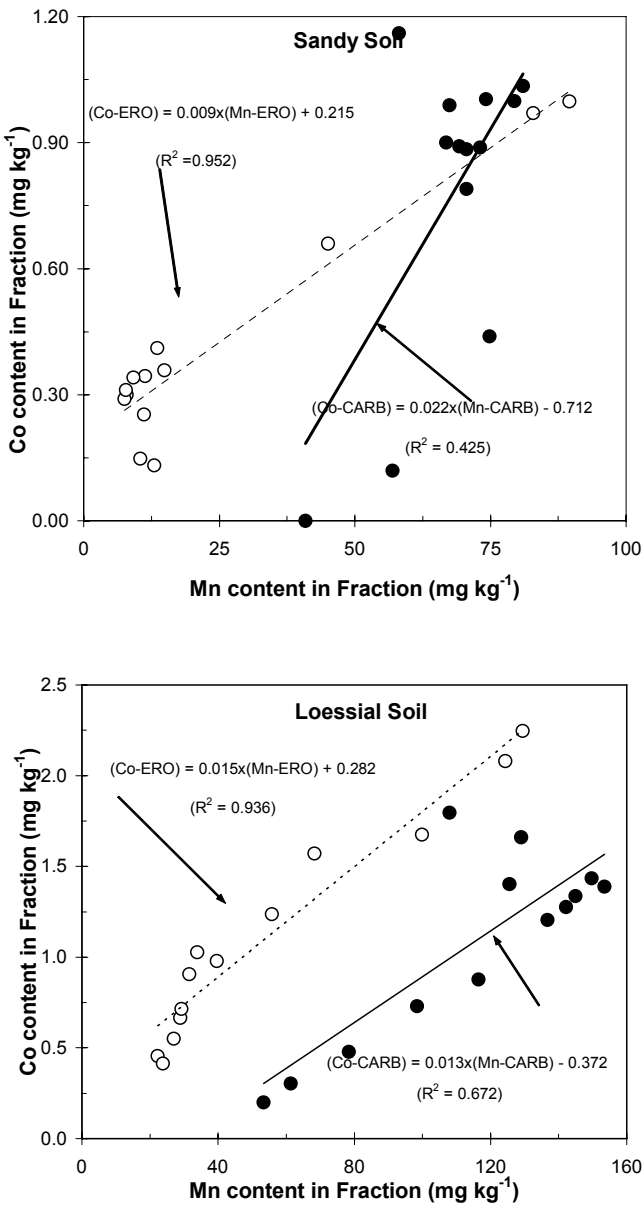 Sandy Soil
(Co-ERO) = 0.009x(Mn-ERO) + 0.215
(R² =0.952)
(Co-CARB) = 0.022x(Mn-CARB) - 0.712
(R² = 0.425)
Co content in Fraction (mg kg⁻¹)
1.20
0.90
0.60
0.30
0.00
0 25 50 75 100
Mn content in Fraction (mg kg⁻¹)
Loessial Soil
(Co-ERO) = 0.015x(Mn-ERO) + 0.282
(R² = 0.936)
(Co-CARB) = 0.013x(Mn-CARB) - 0.372
(R² = 0.672)
Co content in Fraction (mg kg⁻¹)
2.5
2.0
1.5
1.0
0.5
0.0
0 40 80 120 160
Mn content in Fraction (mg kg⁻¹)